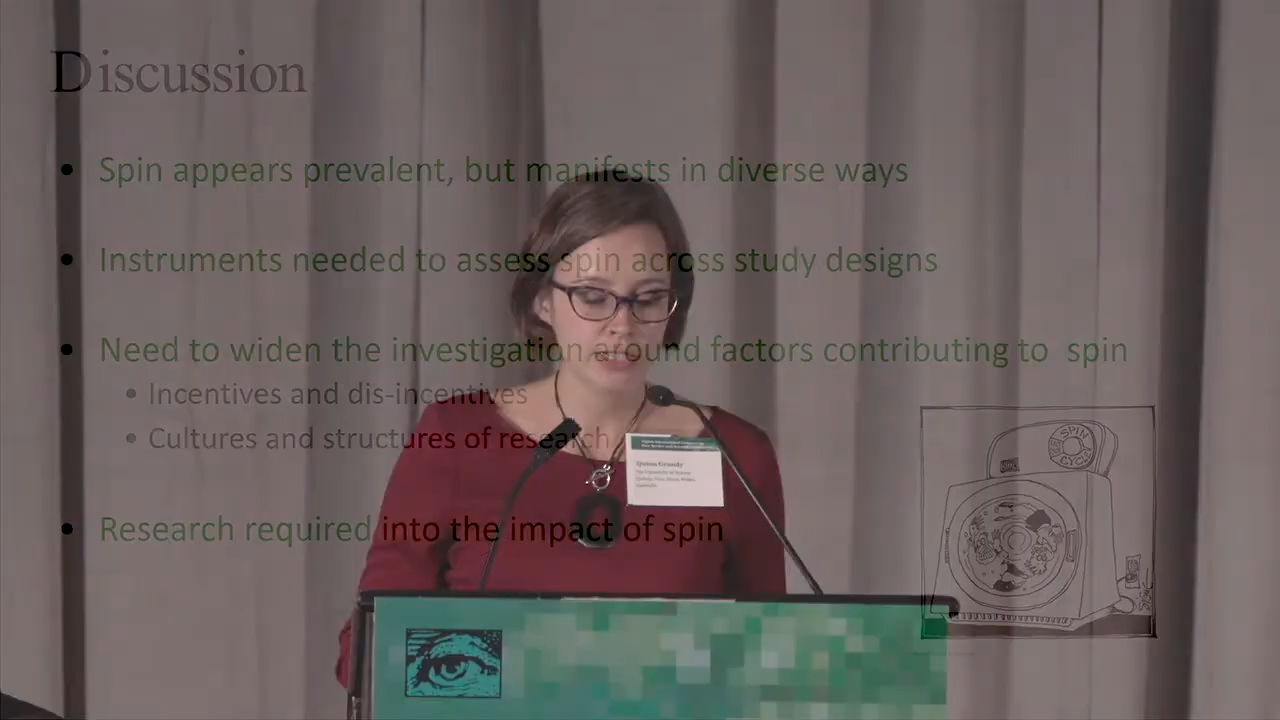 Discussion
• Spin appears prevalent, but manifests in diverse ways
• Instruments needed to assess spin across study designs
• Need to widen the investigation around factors contributing to spin
• Incentives and dis-incentives
• Cultures and structures of research
SPIN
CYCLE
• Research required into the impact of spin